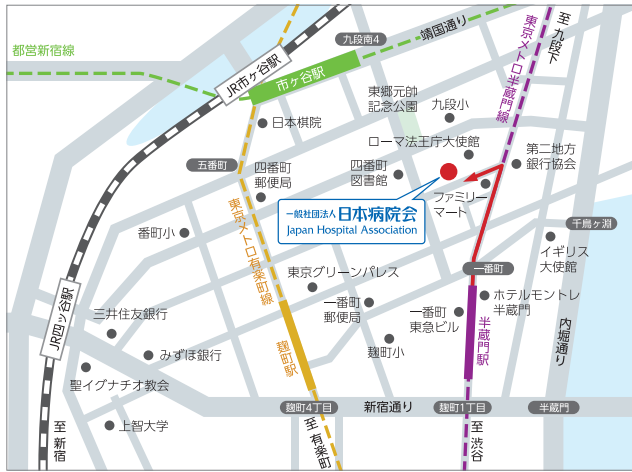 都営新宿線
JR市ヶ谷駅
市ヶ谷駅
九段南4
靖国通り
東京メトロ半蔵門線
至 九段下
東郷元帥
記念公園
九段小
日本棋院
ローマ法王庁大使館
第二地方
銀行協会
五番町
四番町
郵便局
四番町
図書館
ファミリー
マート
一般社団法人 日本病院会
Japan Hospital Association
東京メトロ有楽町線
番町小
千鳥ヶ淵
イギリス
大使館
一番町
東京グリーンパレス
ホテルモントレ
半蔵門
一番町
郵便局
一番町
東急ビル
半蔵門駅
内堀通り
JR四ッ谷駅
三井住友銀行
みずほ銀行
麹町駅
麹町小
聖イグナチオ教会
上智大学
麹町4丁目
新宿通り
麹町1丁目
半蔵門
至 新宿
至 有楽町
至 渋谷